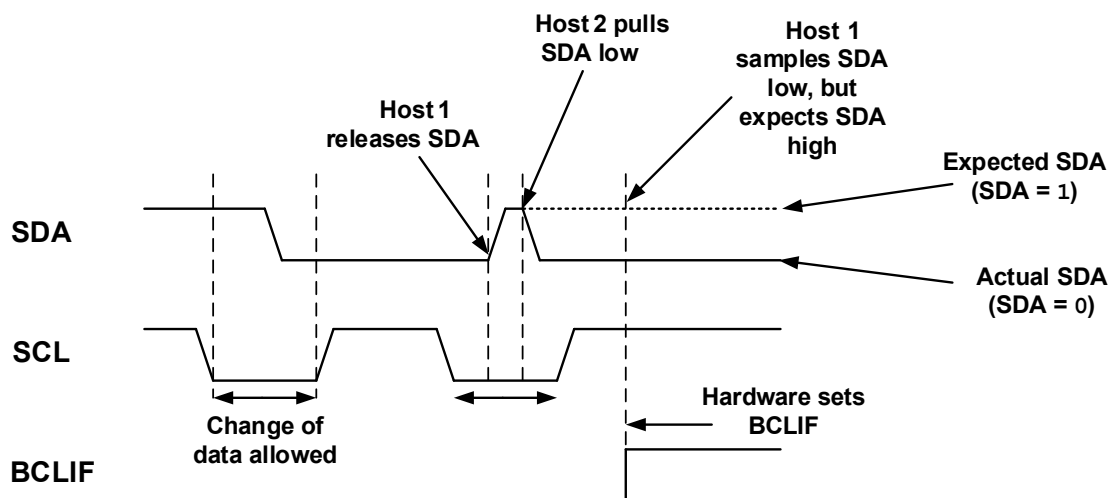 Host 2 pulls
SDA low
Host 1
samples SDA
low, but
expects SDA
high
Host 1
releases SDA
Expected SDA
(SDA = 1)
SDA
Actual SDA
(SDA = 0)
SCL
Change of
data allowed
Hardware sets
BCLIF
BCLIF